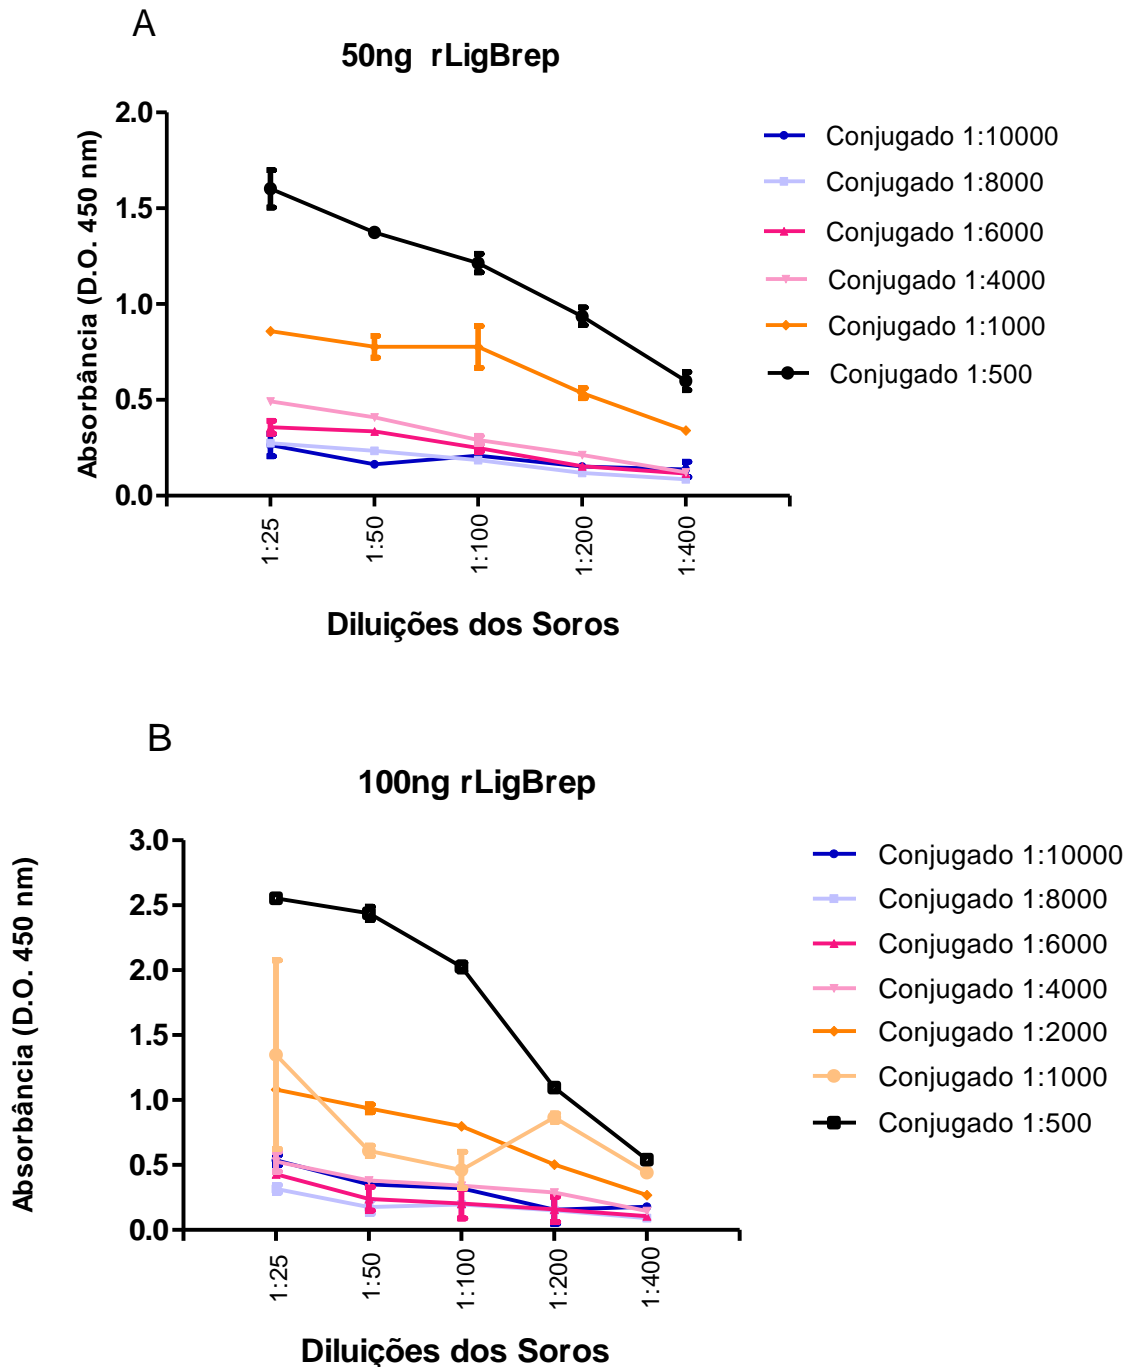 A
50ng rLigBrep
Absorbância (D.O. 450 nm)
2.0
1.5
1.0
0.5
0.0
1:25
1:50
1:100
1:200
1:400
Diluições dos Soros
Conjugado 1:10000
Conjugado 1:8000
Conjugado 1:6000
Conjugado 1:4000
Conjugado 1:1000
Conjugado 1:500
B
100ng rLigBrep
Absorbância (D.O. 450 nm)
3.0
2.5
2.0
1.5
1.0
0.5
0.0
1:25
1:50
1:100
1:200
1:400
Diluições dos Soros
Conjugado 1:10000
Conjugado 1:8000
Conjugado 1:6000
Conjugado 1:4000
Conjugado 1:2000
Conjugado 1:1000
Conjugado 1:500